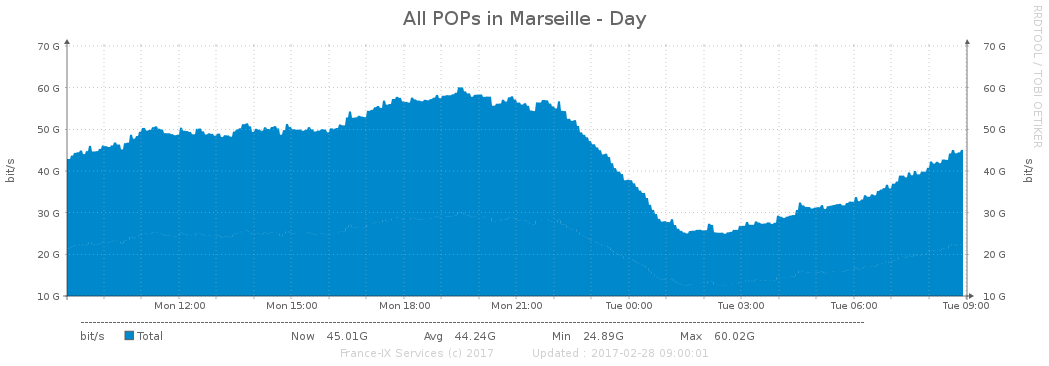 All POPs in Marseille - Day
RRDTOOL / TOBI OETIKER
70 G 70 G
60 G 60 G
50 G 50 G
40 G 40 G
30 G 30 G
20 G 20 G
10 G 10 G
bit/s bit/s
Mon 12:00 Mon 15:00 Mon 18:00 Mon 21:00 Tue 00:00 Tue 03:00 Tue 06:00 Tue 09:00
bit/s Total Now 45.01G Avg 44.24G Min 24.89G Max 60.02G
France-IX Services (c) 2017 Updated : 2017-02-28 09:00:01